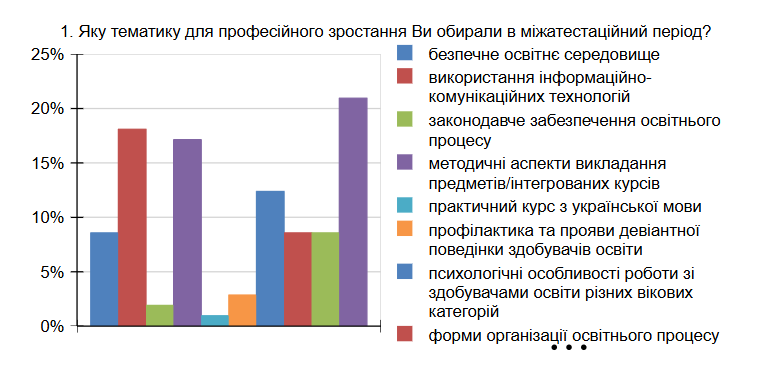 1. Яку тематику для професійного зростання Ви обирали в міжатестаційний період?
25%
20%
15%
10%
5%
0%
безпечне освітнє середовище
використання інформаційно-
комунікаційних технологій
законодавче забезпечення освітнього
процесу
методичні аспекти викладання
предметів/інтегрованих курсів
практичний курс з української мови
профілактика та прояви девіантної
поведінки здобувачів освіти
психологічні особливості роботи зі
здобувачами освіти різних вікових
категорій
форми організації освітнього процесу
• • •